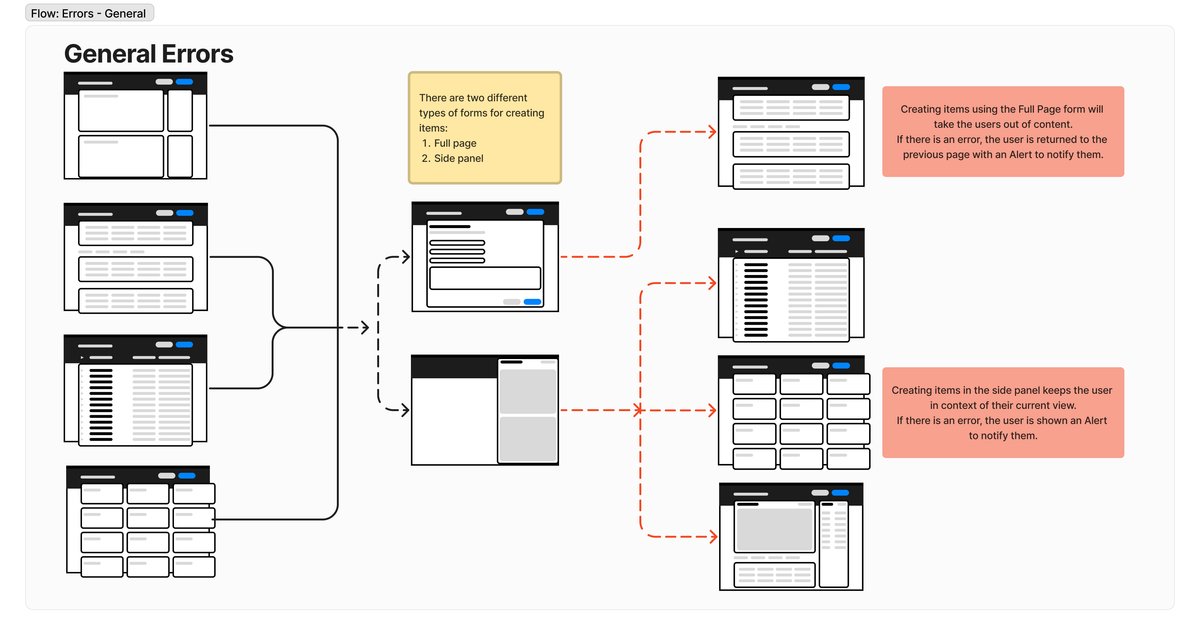 Flow: Errors - General
General Errors
There are two different
types of forms for creating
items:
1. Full page
2. Side panel
Creating items using the Full Page form will
take the users out of content.
If there is an error, the user is returned to the
previous page with an Alert to notify them.
Creating items in the side panel keeps the user
in context of their current view.
If there is an error, the user is shown an Alert
to notify them.